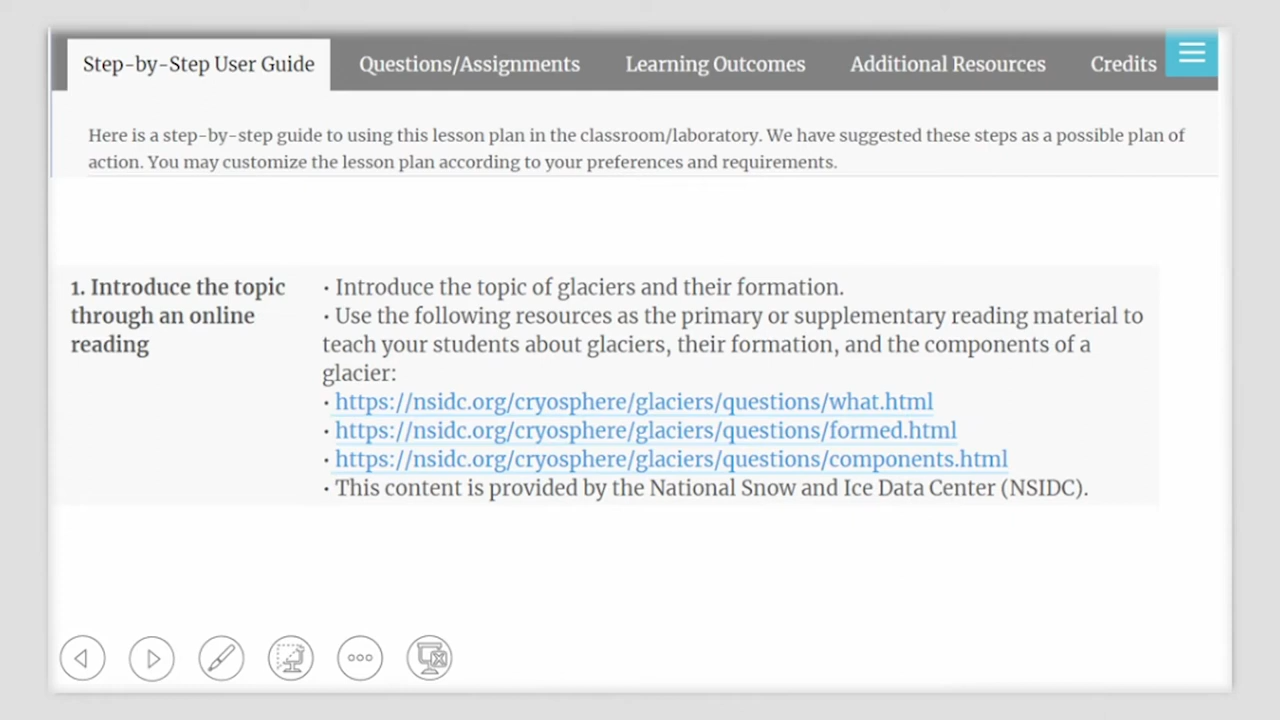 Step-by-Step User Guide Questions/Assignments Learning Outcomes Additional Resources Credits
Here is a step-by-step guide to using this lesson plan in the classroom/laboratory. We have suggested these steps as a possible plan of
action. You may customize the lesson plan according to your preferences and requirements.
1. Introduce the topic
through an online
reading
• Introduce the topic of glaciers and their formation.
• Use the following resources as the primary or supplementary reading material to
teach your students about glaciers, their formation, and the components of a
glacier:
• https://nsidc.org/cryosphere/glaciers/questions/what.html
• https://nsidc.org/cryosphere/glaciers/questions/formed.html
• https://nsidc.org/cryosphere/glaciers/questions/components.html
• This content is provided by the National Snow and Ice Data Center (NSIDC).